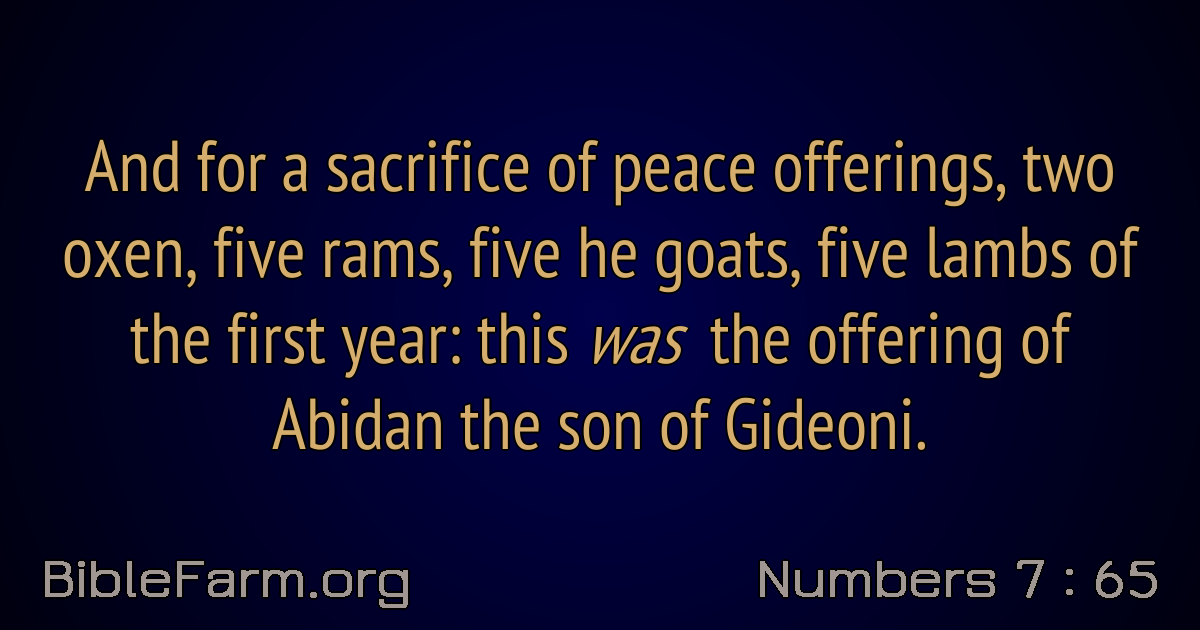 And for a sacrifice of peace offerings, two
oxen, five rams, five he goats, five lambs of
the first year: this was the offering of
Abidan the son of Gideoni.
BibleFarm.org
Numbers 7 : 65